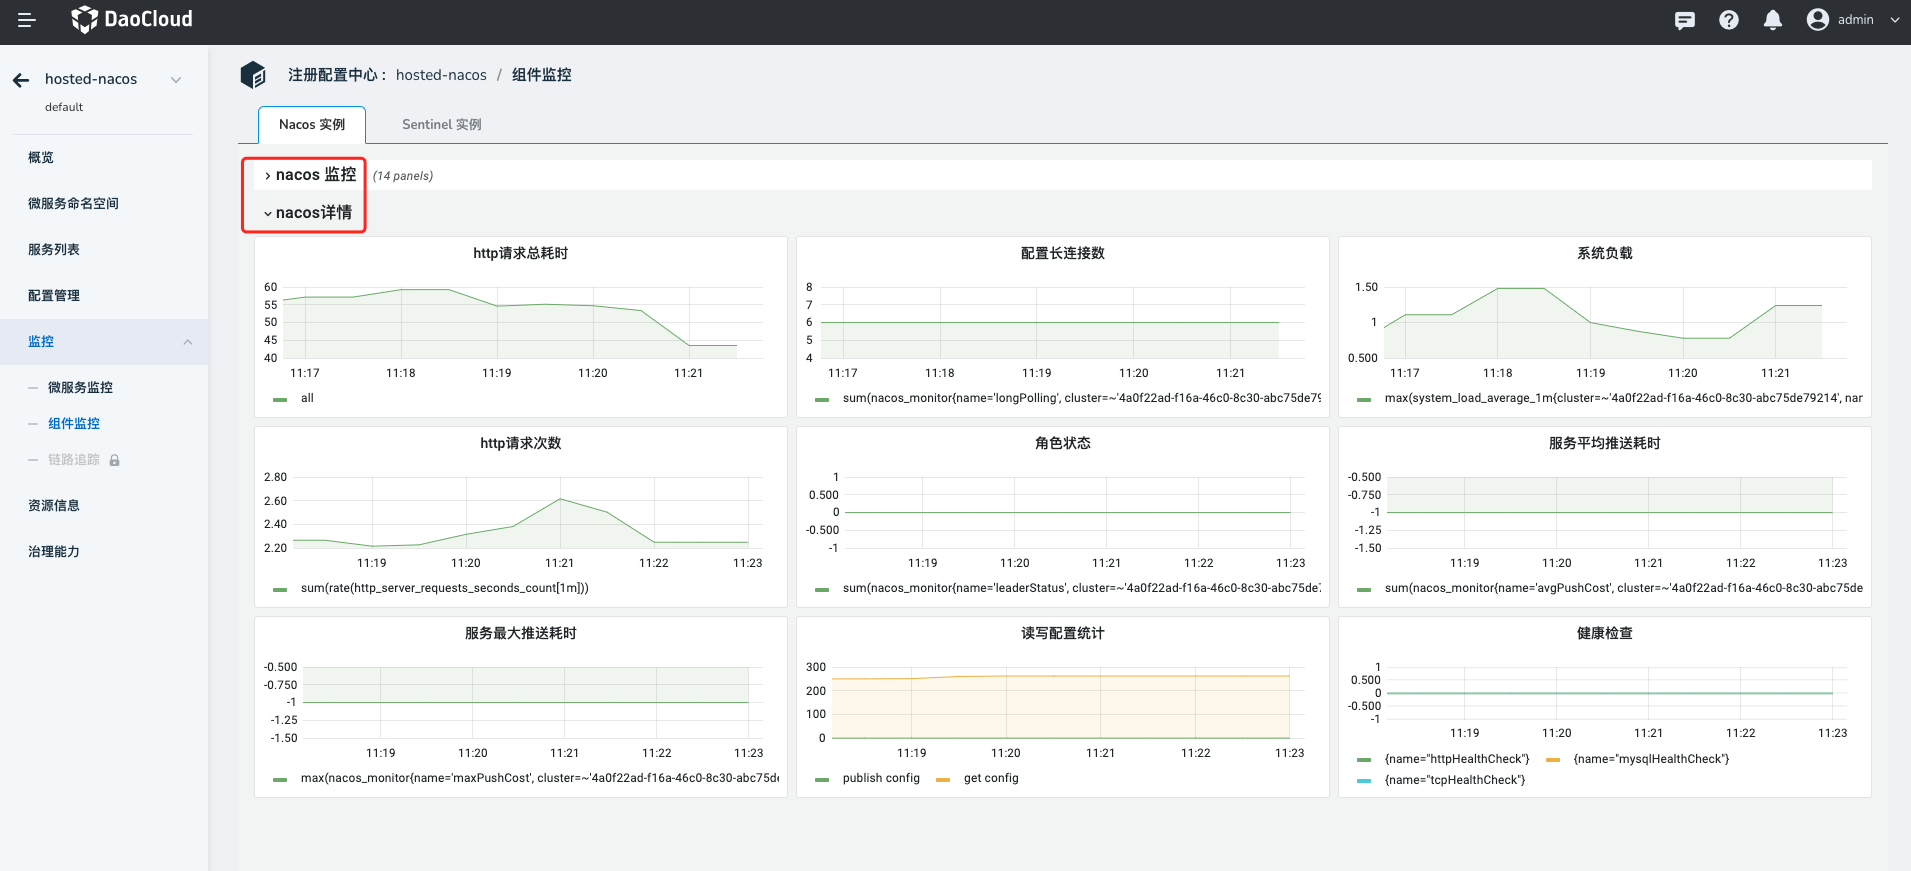 DaoCloud
admin
hosted-nacos
default
概览
微服务命名空间
服务列表
配置管理
监控
微服务监控
组件监控
链路追踪
资源信息
治理能力
注册配置中心 : hosted-nacos / 组件监控
Nacos 实例
Sentinel 实例
nacos 监控 (14 panels)
nacos详情
http请求总耗时
60
55
50
45
40
11:17 11:18 11:19 11:20 11:21
all
配置长连接数
8
7
6
5
4
11:17 11:18 11:19 11:20 11:21
sum(nacos_monitor{name='longPolling', cluster=~'4a0f22ad-f16a-46c0-8c30-abc75de79
系统负载
1.50
1
0.500
11:17 11:18 11:19 11:20 11:21
max(system_load_average_1m{cluster=~'4a0f22ad-f16a-46c0-8c30-abc75de79214', nar
http请求次数
2.80
2.60
2.40
2.20
11:19 11:20 11:21 11:22 11:23
sum(rate(http_server_requests_seconds_count[1m]))
角色状态
1
0.500
0
-0.500
-1
11:19 11:20 11:21 11:22 11:23
sum(nacos_monitor{name='leaderStatus', cluster=~'4a0f22ad-f16a-46c0-8c30-abc75de
服务平均推送耗时
-0.500
-0.750
-1
-1.25
-1.50
11:19 11:20 11:21 11:22 11:23
sum(nacos_monitor{name='avgPushCost', cluster=~'4a0f22ad-f16a-46c0-8c30-abc75de
服务最大推送耗时
-0.500
-0.750
-1
-1.25
-1.50
11:19 11:20 11:21 11:22 11:23
max(nacos_monitor{name='maxPushCost', cluster=~'4a0f22ad-f16a-46c0-8c30-abc75de
读写配置统计
300
200
100
0
11:19 11:20 11:21 11:22 11:23
publish config get config
健康检查
1
0.500
0
-0.500
-1
11:19 11:20 11:21 11:22 11:23
{name="httpHealthCheck"} {name="mysqlHealthCheck"}
{name="tcpHealthCheck"}